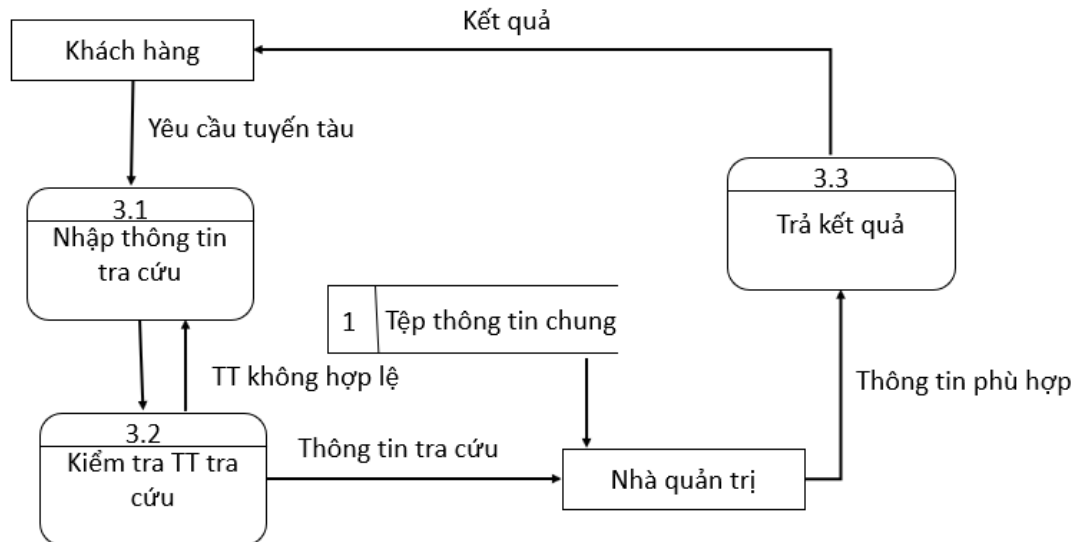 Kết quả
Khách hàng
Yêu cầu tuyến tàu
3.1
Nhập thông tin
tra cứu
3.3
Trả kết quả
1 Tệp thông tin chung
TT không hợp lệ
Thông tin phù hợp
3.2
Kiểm tra TT tra
cứu
Thông tin tra cứu
Nhà quản trị